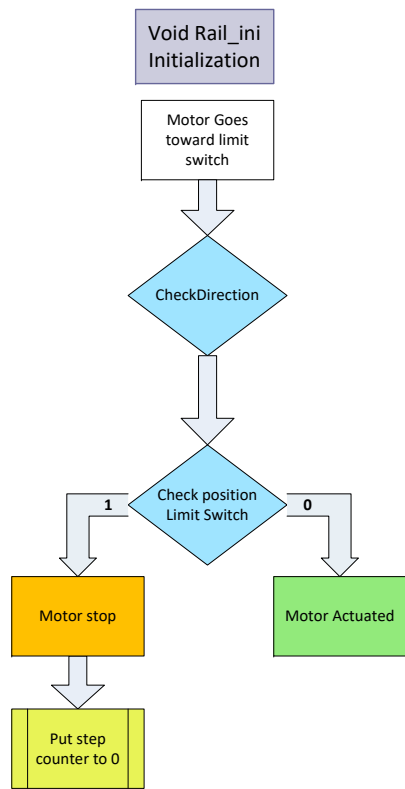 Void Rail_ini
Initialization
Motor Goes
toward limit
switch
CheckDirection
Check position
Limit Switch
1
0
Motor stop
Motor Actuated
Put step
counter to 0